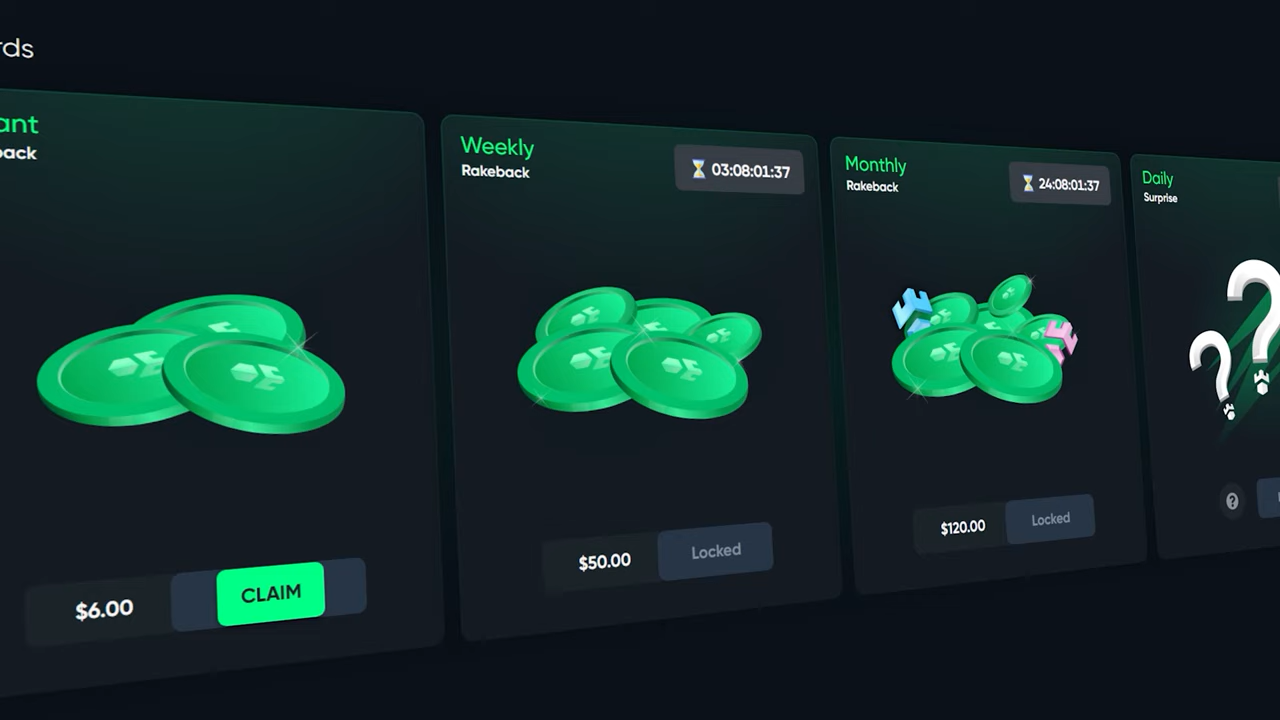 rds
ant
back
$6.00
CLAIM
Weekly
Rakeback
03:08:01:37
$50.00
Locked
Monthly
Rakeback
24:08:01:37
$120.00
Locked
Daily
Surprise
?